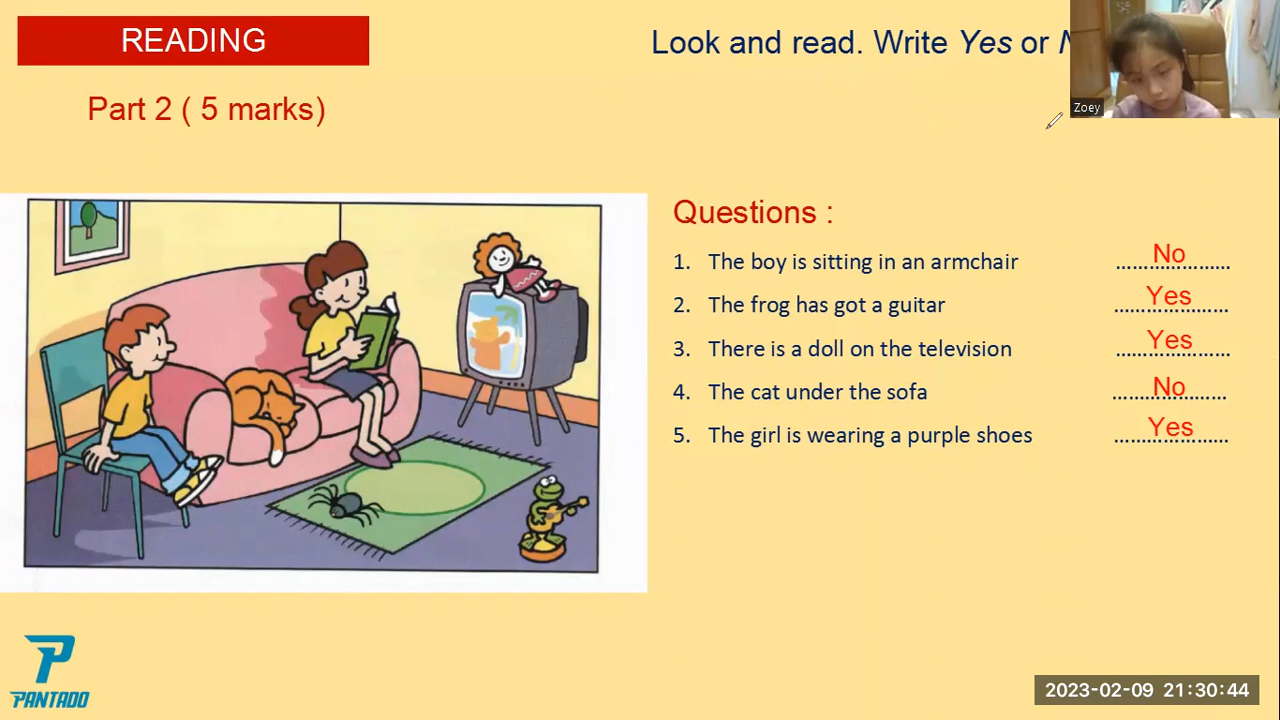 READING
Look and read. Write Yes or
Zoey
Part 2 ( 5 marks)
Questions :
1. The boy is sitting in an armchair ...................... No
2. The frog has got a guitar ...................... Yes
3. There is a doll on the television ...................... Yes
4. The cat under the sofa ...................... No
5. The girl is wearing a purple shoes ...................... Yes
PANTADO
2023-02-09 21:30:44